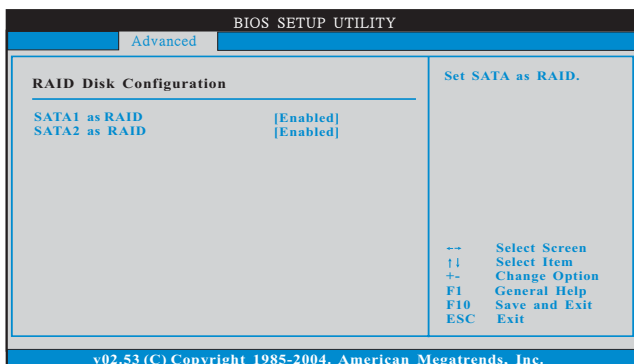 BIOS SETUP UTILITY
Advanced
RAID Disk Configuration
SATA1 as RAID [Enabled]
SATA2 as RAID [Enabled]
Set SATA as RAID.
←→ Select Screen
↑↓ Select Item
+- Change Option
F1 General Help
F10 Save and Exit
ESC Exit
v02.53 (C) Copyright 1985-2004, American Megatrends, Inc.